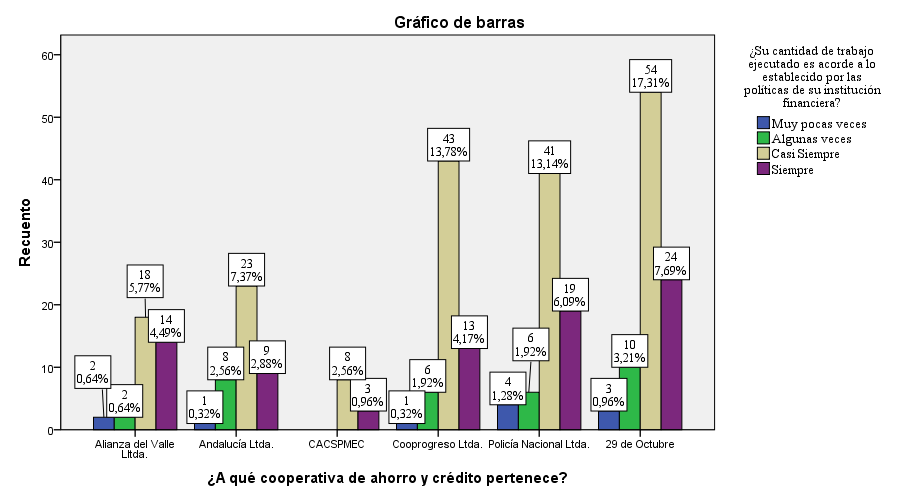 Gráfico de barras
Recuento
60
50
40
30
20
10
0
2
0,64%
2
0,64%
18
5,77%
14
4,49%
1
0,32%
8
2,56%
23
7,37%
9
2,88%
8
2,56%
3
0,96%
1
0,32%
6
1,92%
43
13,78%
13
4,17%
4
1,28%
6
1,92%
41
13,14%
19
6,09%
3
0,96%
10
3,21%
54
17,31%
24
7,69%
Alianza del Valle
Lltda.
Andalucía Ltda.
CACSPMEC
Cooprogreso Ltda.
Policía Nacional Ltda.
29 de Octubre
¿A qué cooperativa de ahorro y crédito pertenece?
¿Su cantidad de trabajo
ejecutado es acorde a lo
establecido por las
políticas de su institución
financiera?
Muy pocas veces
Algunas veces
Casi Siempre
Siempre